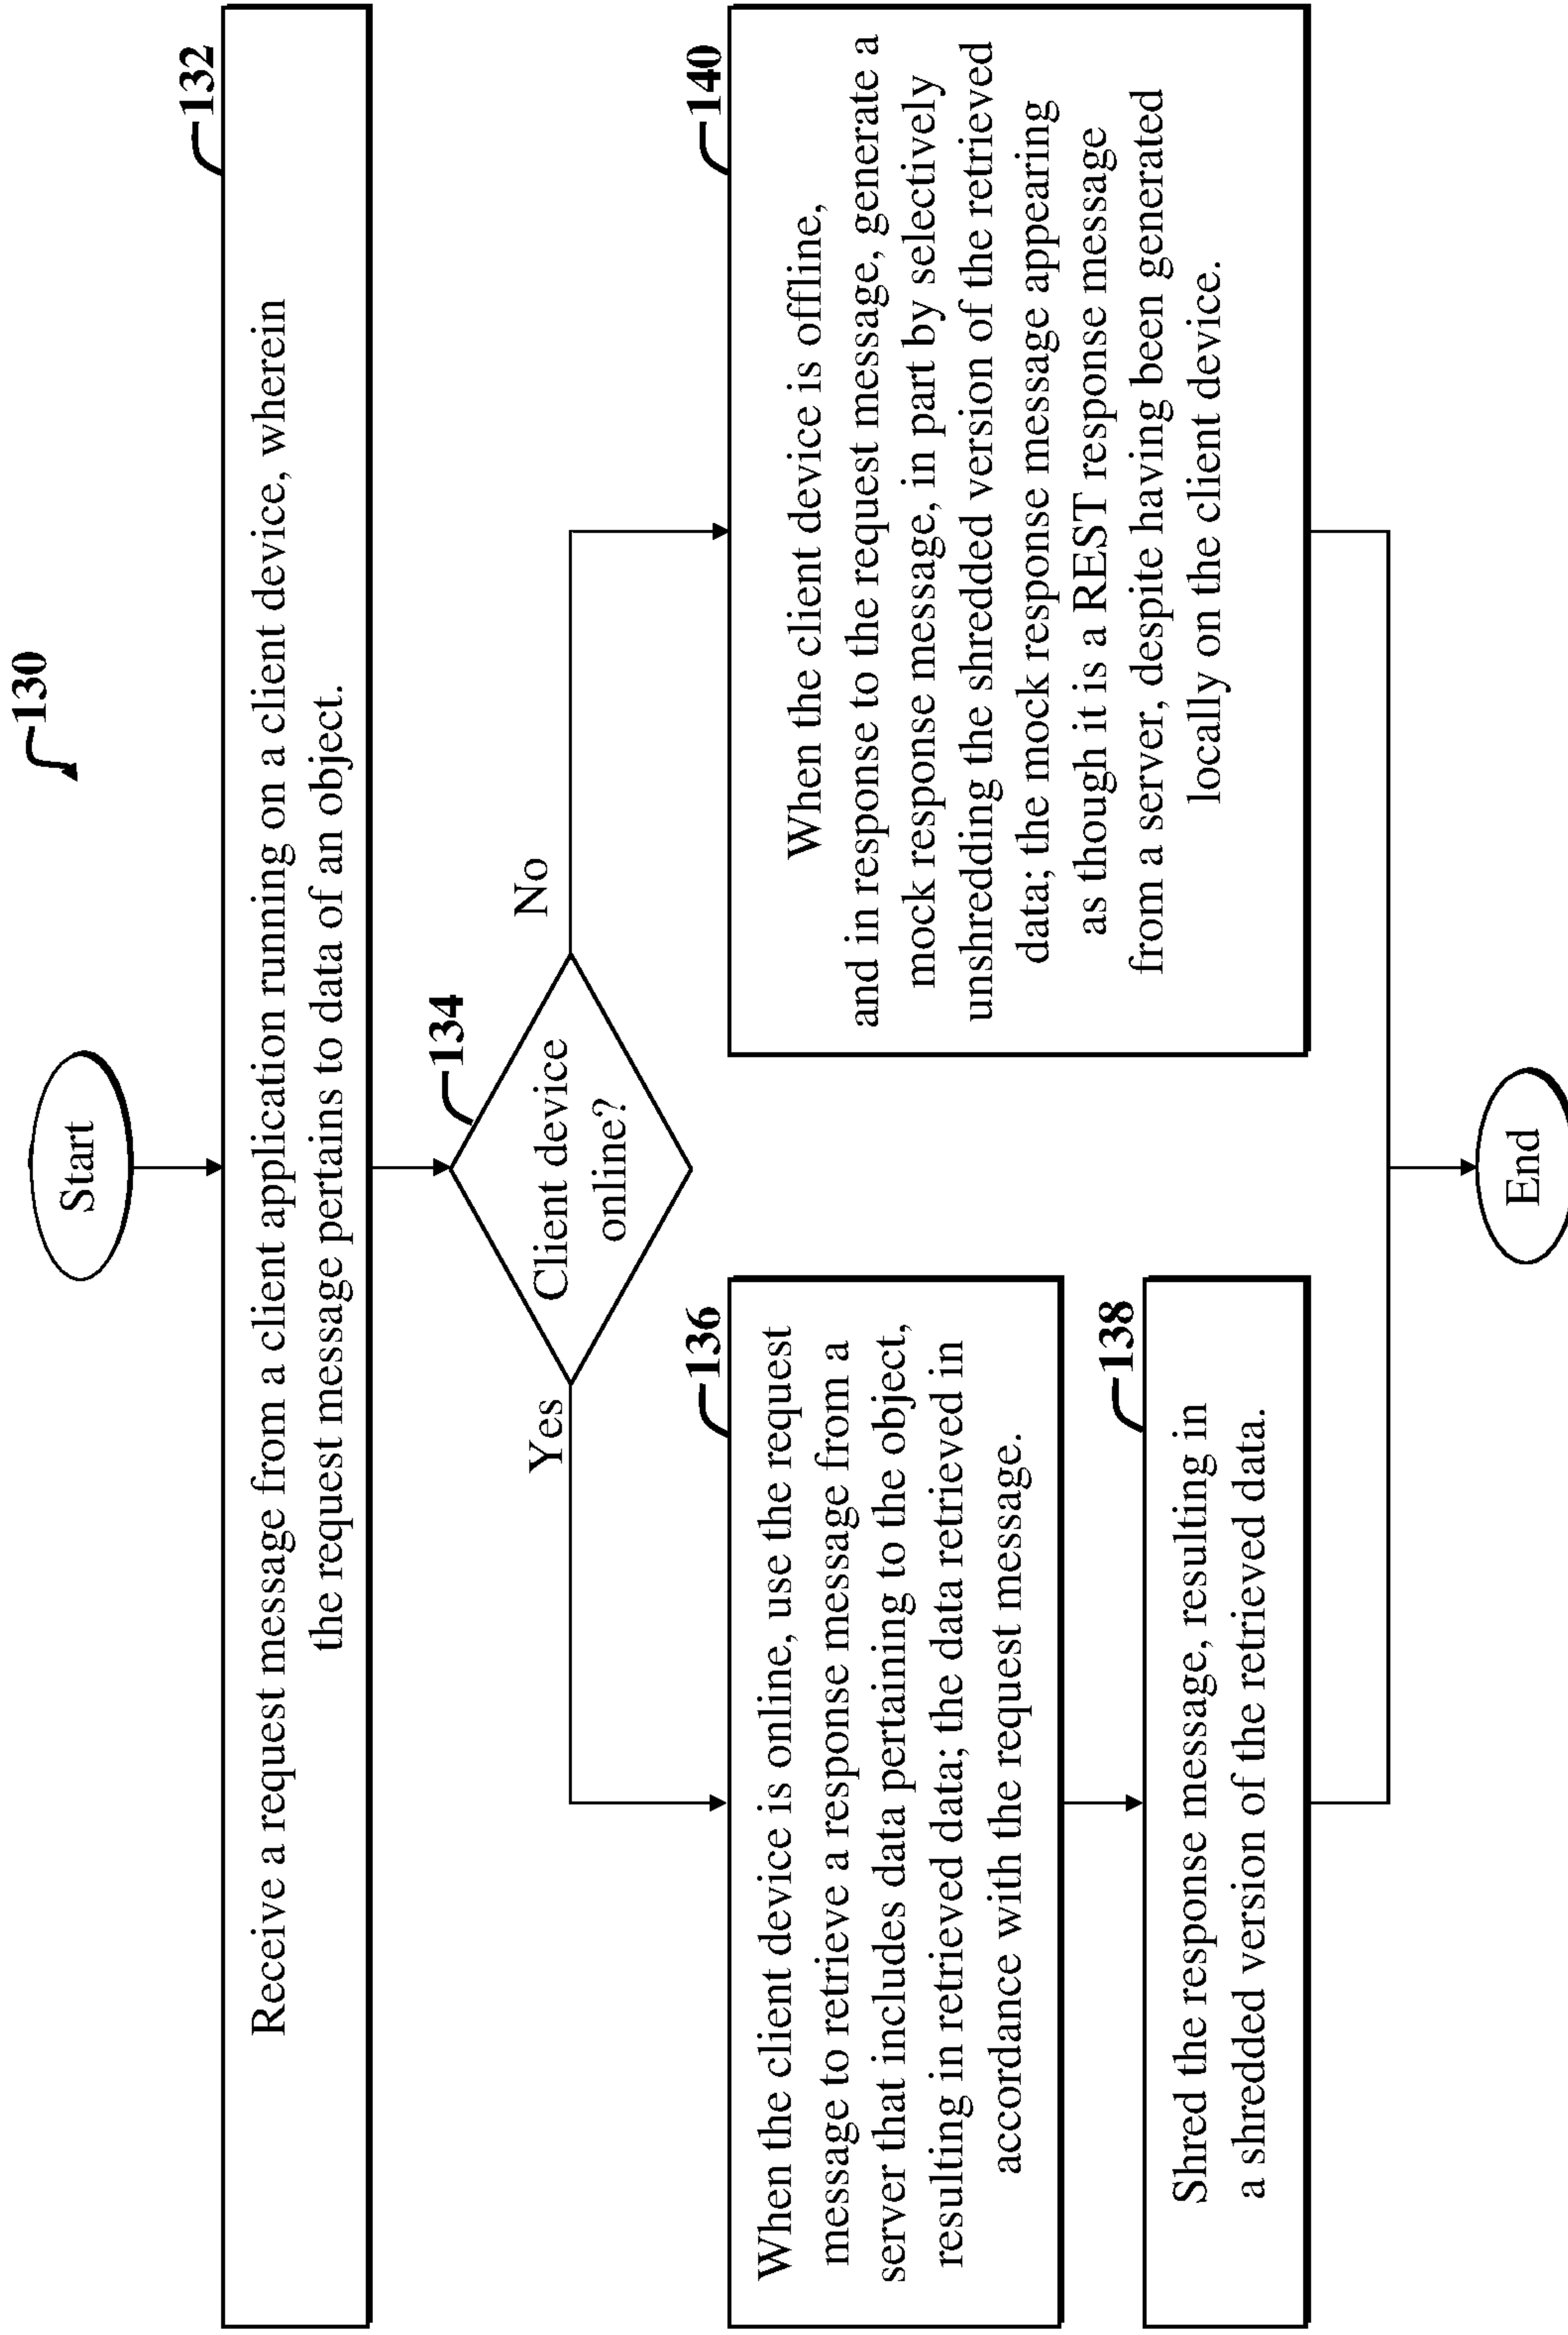 130
Start
132
Receive a request message from a client application running on a client device, wherein
the request message pertains to data of an object.
134
Client device
online?
Yes
No
136
When the client device is online, use the request
message to retrieve a response message from a
server that includes data pertaining to the object,
resulting in retrieved data; the data retrieved in
accordance with the request message.
138
Shred the response message, resulting in
a shredded version of the retrieved data.
140
When the client device is offline,
and in response to the request message, generate a
mock response message, in part by selectively
unshredding the shredded version of the retrieved
data; the mock response message appearing
as though it is a REST response message
from a server, despite having been generated
locally on the client device.
End